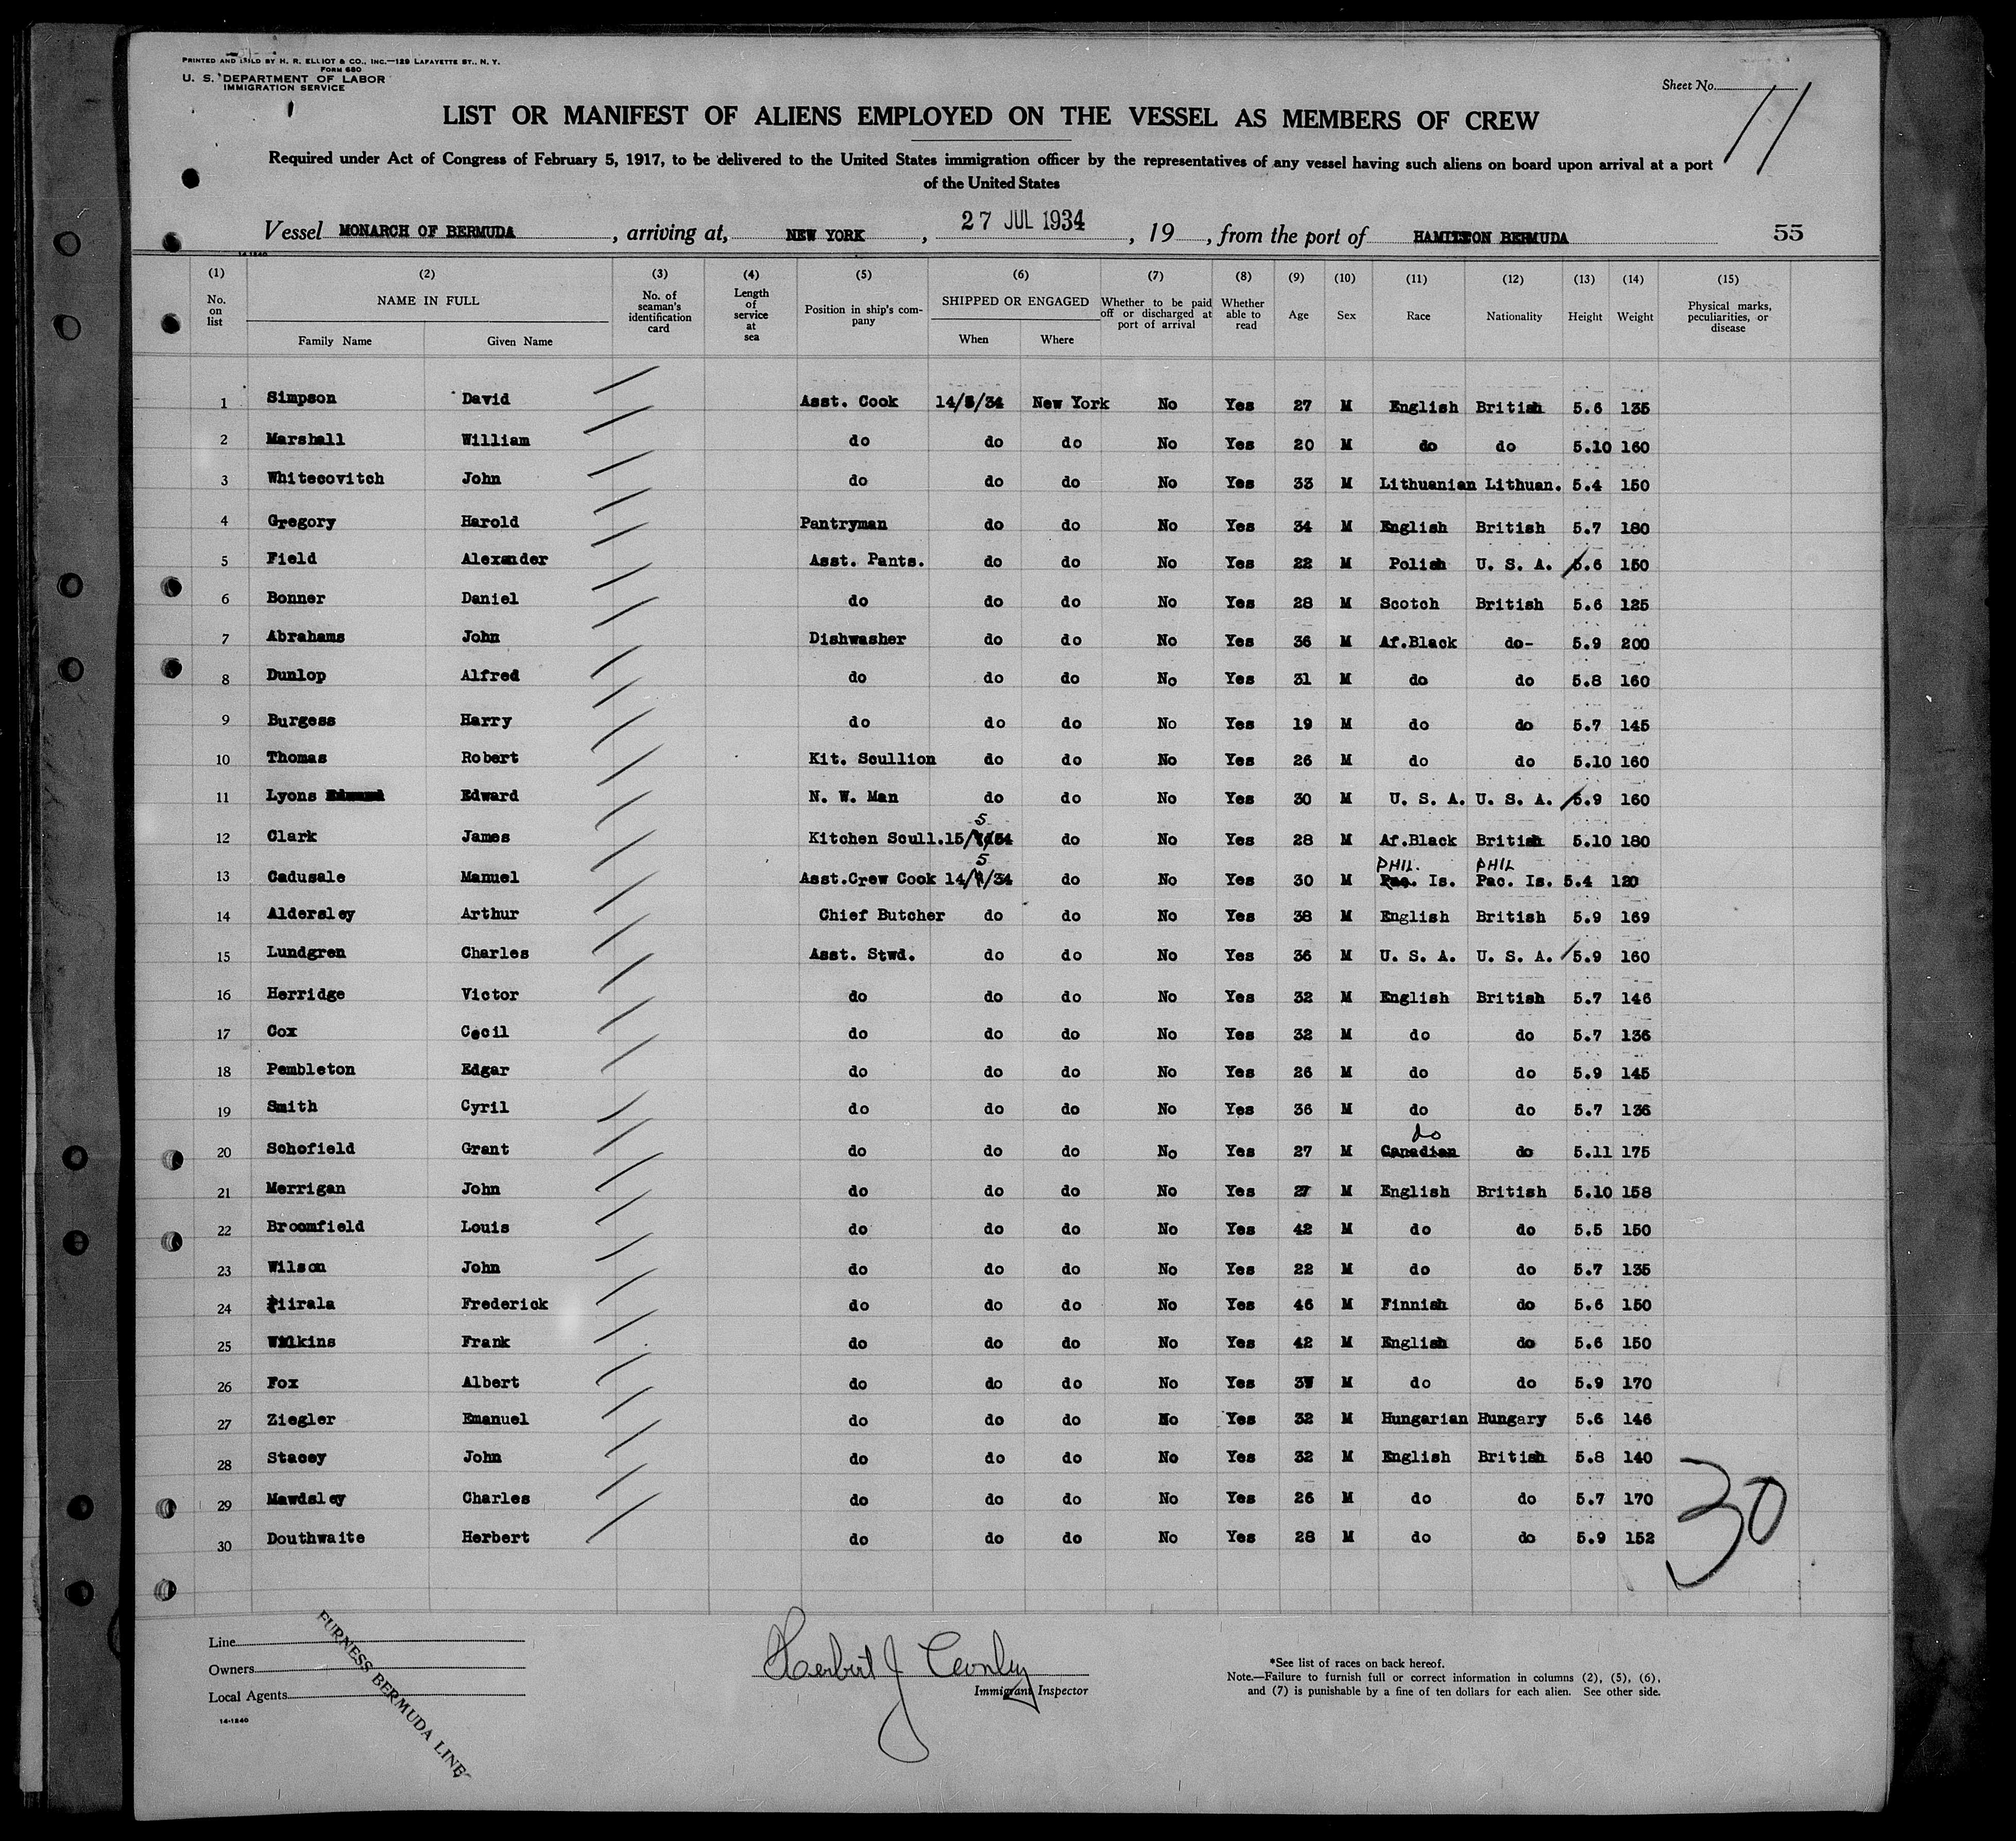 PRINTED AND SOLD BY H. R. ELLIOT & CO., INC.—129 LAFAYETTE ST., N. Y.
FORM 680
U. S. DEPARTMENT OF LABOR
IMMIGRATION SERVICE
Sheet No. 11
LIST OR MANIFEST OF ALIENS EMPLOYED ON THE VESSEL AS MEMBERS OF CREW
Required under Act of Congress of February 5, 1917, to be delivered to the United States immigration officer by the representatives of any vessel having such aliens on board upon arrival at a port
of the United States
Vessel MONARCH OF BERMUDA, arriving at, NEW YORK, 27 JUL 1934, 19, from the port of HAMILTON BERMUDA 55
14-1240
(1) (2) (3) (4) (5) (6) (7) (8) (9) (10) (11) (12) (13) (14) (15)
No. on list NAME IN FULL Family Name Given Name No. of seaman's identification card Length of service at sea Position in ship's company SHIPPED OR ENGAGED When Where Whether to be paid off or discharged at port of arrival Whether able to read Age Sex Race Nationality Height Weight Physical marks, peculiarities, or disease
1 Simpson David Asst. Cook 14/5/34 New York No Yes 27 M English British 5.6 135
2 Marshall William do do do No Yes 20 M do do 5.10 160
3 Whitecovitch John do do do No Yes 33 M Lithuanian Lithuan. 5.4 150
4 Gregory Harold Pantryman do do No Yes 34 M English British 5.7 180
5 Field Alexander Asst. Pants. do do No Yes 22 M Polish U. S. A. 5.6 150
6 Bonner Daniel do do do No Yes 28 M Scotch British 5.6 125
7 Abrahams John Dishwasher do do No Yes 36 M Af.Black do- 5.9 200
8 Dunlop Alfred do do do No Yes 31 M do do 5.8 160
9 Burgess Harry do do do No Yes 19 M do do 5.7 145
10 Thomas Robert Kit. Scullion do do No Yes 26 M do do 5.10 160
11 Lyons Edward Edward N. W. Man do do No Yes 30 M U. S. A. U. S. A. 5.9 160
12 Clark James Kitchen Scull. 15/5/34 do No Yes 28 M Af.Black British 5.10 180
13 Cadusale Manuel Asst.Crew Cook 14/5/34 do No Yes 30 M PHIL. Pac. Is. PHIL Pac. Is. 5.4 120
14 Aldersley Arthur Chief Butcher do do No Yes 38 M English British 5.9 169
15 Lundgren Charles Asst. Stwd. do do No Yes 36 M U. S. A. U. S. A. 5.9 160
16 Herridge Victor do do do No Yes 32 M English British 5.7 146
17 Cox Cecil do do do No Yes 32 M do do 5.7 136
18 Pembleton Edgar do do do No Yes 26 M do do 5.9 145
19 Smith Cyril do do do No Yes 36 M do do 5.7 136
20 Schofield Grant do do do No Yes 27 M do Canadian do 5.11 175
21 Merrigan John do do do No Yes 27 M English British 5.10 158
22 Broomfield Louis do do do No Yes 42 M do do 5.5 150
23 Wilson John do do do No Yes 22 M do do 5.7 135
24 Frederick do do do No Yes 46 M Finnish do 5.6 150
25 Wilkins Frank do do do No Yes 42 M English do 5.6 150
26 Fox Albert do do do No Yes 37 M do do 5.9 170
27 Ziegler Emanuel do do do No Yes 32 M Hungarian Hungary 5.6 146
28 Stacey John do do do No Yes 32 M English British 5.8 140
29 Mawdsley Charles do do do No Yes 26 M do do 5.7 170
30 Douthwaite Herbert do do do No Yes 28 M do do 5.9 152
30
Line
Owners
Local Agents
14-1240
FURNESS BERMUDA LINE
Herbert J
Immigrant Inspector
*See list of races on back hereof.
Note.—Failure to furnish full or correct information in columns (2), (5), (6),
and (7) is punishable by a fine of ten dollars for each alien. See other side.